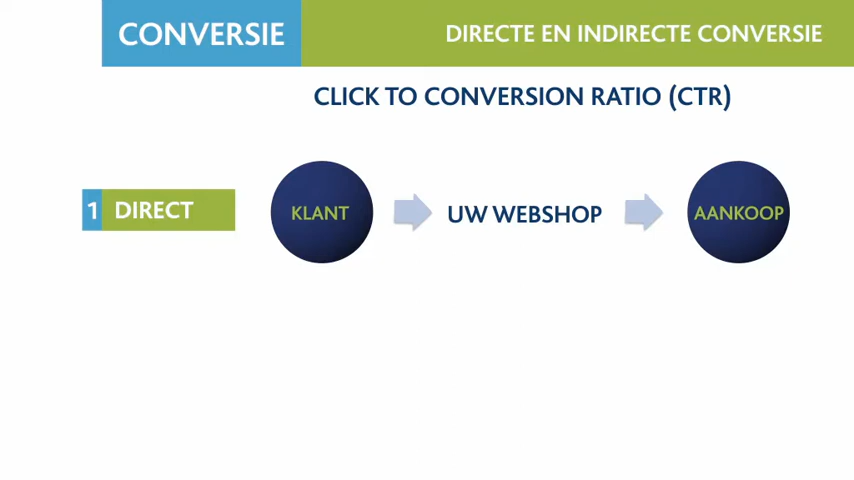 CONVERSIE
DIRECTE EN INDIRECTE CONVERSIE
CLICK TO CONVERSION RATIO (CTR)
1 DIRECT
KLANT
UW WEBSHOP
AANKOOP